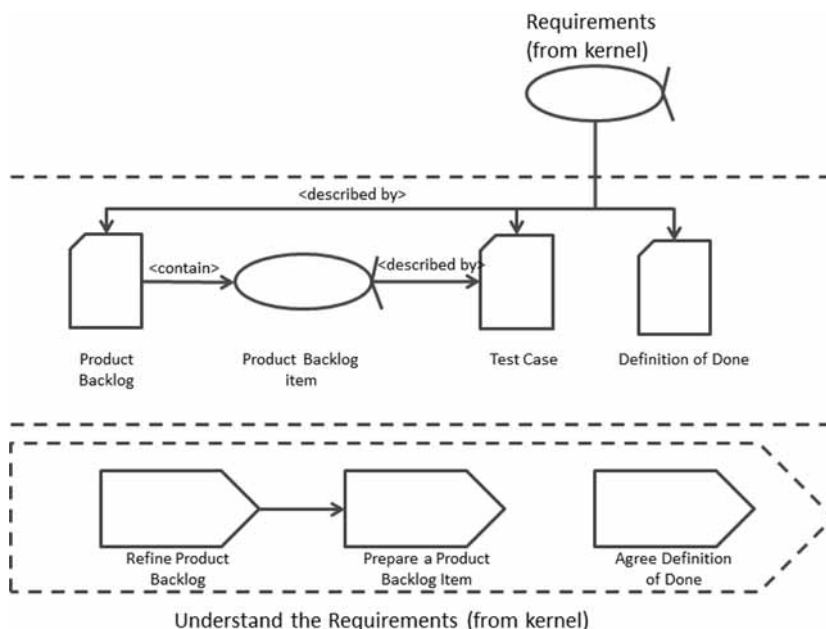 Requirements
(from kernel)
<described by>
<contain>
<described by>
Product
Backlog
Product Backlog
item
Test Case
Definition of Done
Refine Product
Backlog
Prepare a Product
Backlog Item
Agree Definition
of Done
Understand the Requirements (from kernel)